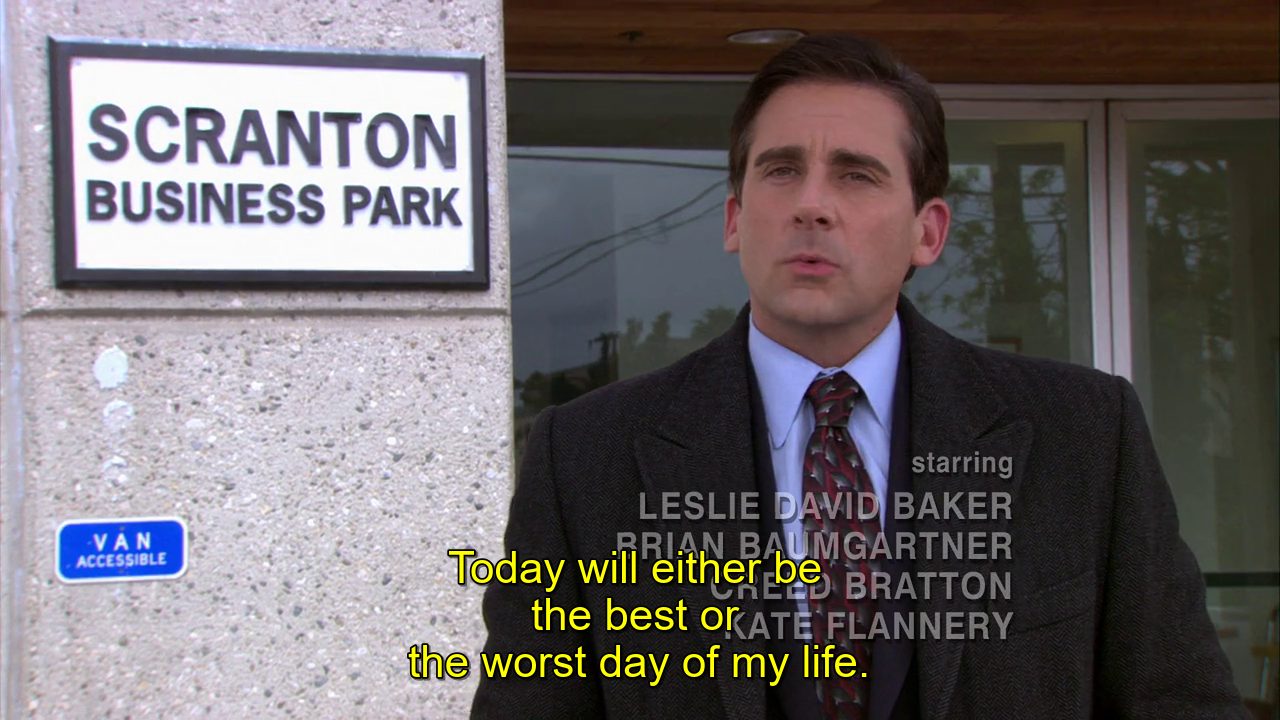 SCRANTON
BUSINESS PARK
VAN
ACCESSIBLE
starring
LESLIE DAVID BAKER
BRIAN BAUMGARTNER
CREED BRATTON
KATE FLANNERY
Today will either be
the best or
the worst day of my life.